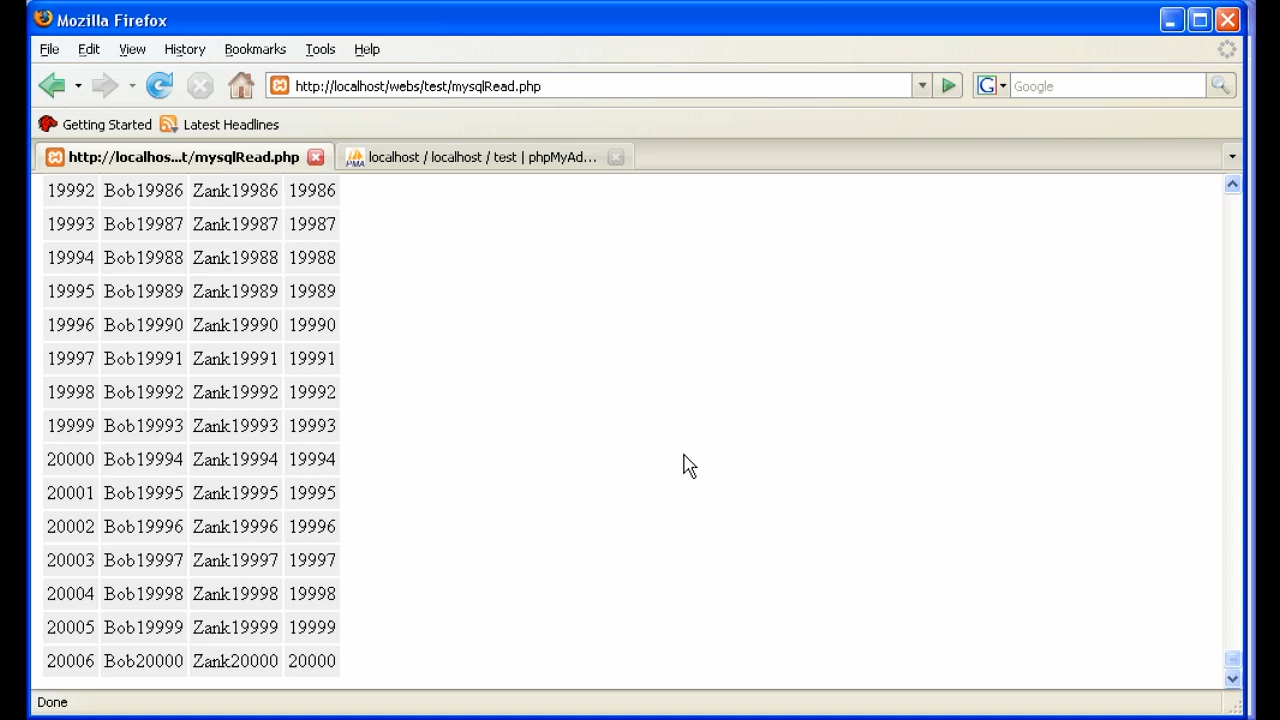 Mozilla Firefox
File Edit View History Bookmarks Tools Help
http://localhost/webs/test/mysqlRead.php G Google
Getting Started Latest Headlines
http://localhos...t/mysqlRead.php PMA localhost / localhost / test | phpMyAd...
19992 Bob19986 Zank19986 19986
19993 Bob19987 Zank19987 19987
19994 Bob19988 Zank19988 19988
19995 Bob19989 Zank19989 19989
19996 Bob19990 Zank19990 19990
19997 Bob19991 Zank19991 19991
19998 Bob19992 Zank19992 19992
19999 Bob19993 Zank19993 19993
20000 Bob19994 Zank19994 19994
20001 Bob19995 Zank19995 19995
20002 Bob19996 Zank19996 19996
20003 Bob19997 Zank19997 19997
20004 Bob19998 Zank19998 19998
20005 Bob19999 Zank19999 19999
20006 Bob20000 Zank20000 20000
Done